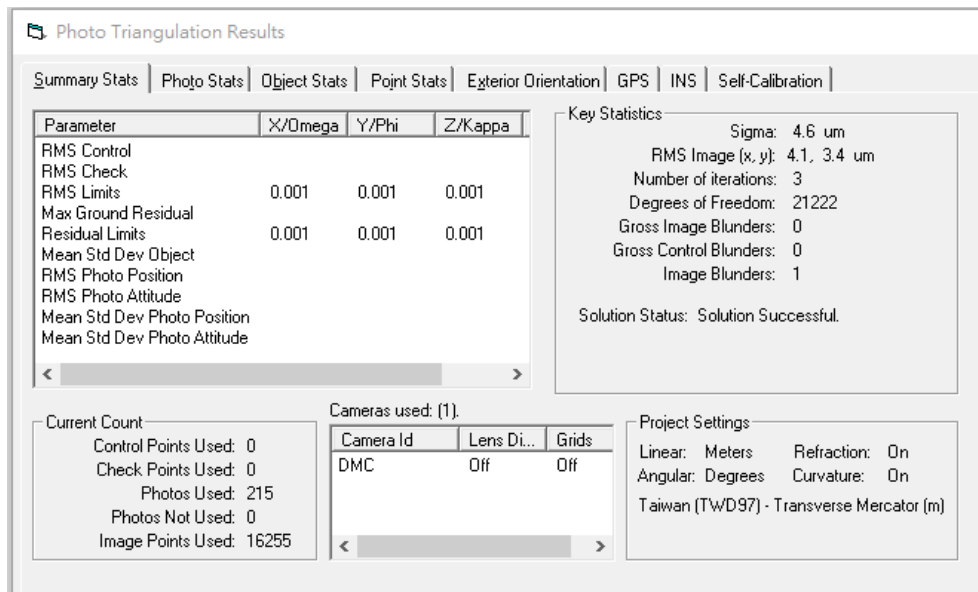 Photo Triangulation Results
Summary Stats Photo Stats Object Stats Point Stats Exterior Orientation GPS INS Self-Calibration
Parameter X/Omega Y/Phi Z/Kappa
RMS Control
RMS Check
RMS Limits 0.001 0.001 0.001
Max Ground Residual
Residual Limits 0.001 0.001 0.001
Mean Std Dev Object
RMS Photo Position
RMS Photo Attitude
Mean Std Dev Photo Position
Mean Std Dev Photo Attitude
Key Statistics
Sigma: 4.6 um
RMS Image (x, y): 4.1, 3.4 um
Number of iterations: 3
Degrees of Freedom: 21222
Gross Image Blunders: 0
Gross Control Blunders: 0
Image Blunders: 1
Solution Status: Solution Successful.
Current Count
Control Points Used: 0
Check Points Used: 0
Photos Used: 215
Photos Not Used: 0
Image Points Used: 16255
Cameras used: (1).
Camera Id Lens Di... Grids
DMC Off Off
Project Settings
Linear: Meters Refraction: On
Angular: Degrees Curvature: On
Taiwan (TWD97) - Transverse Mercator (m)